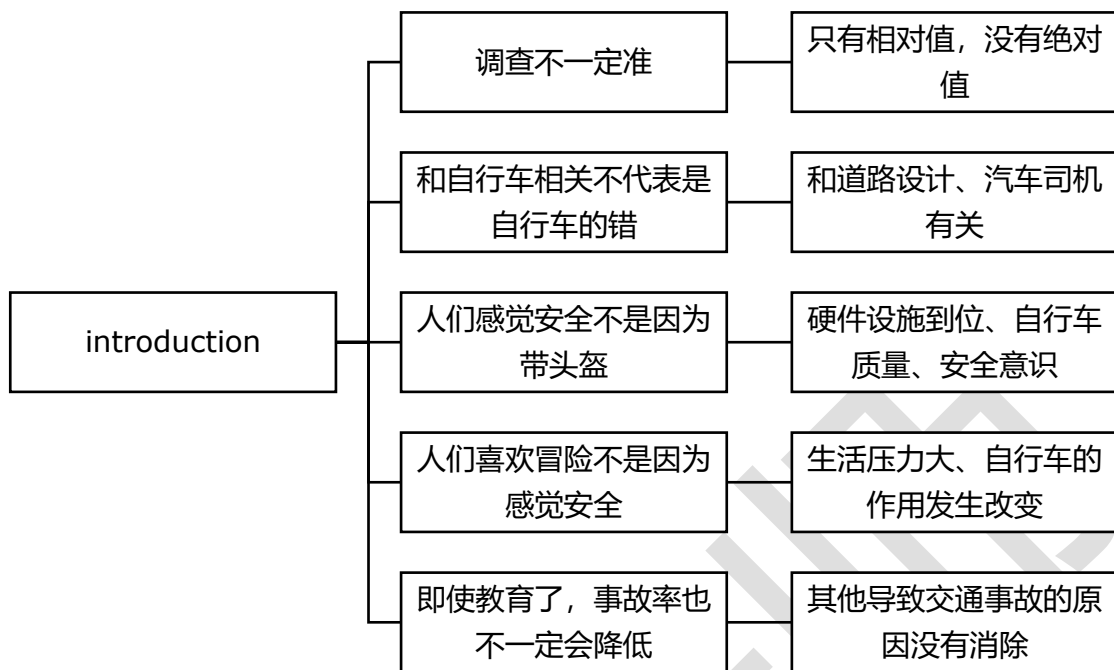 调查不一定准
只有相对值，没有绝对
值
和自行车相关不代表是
自行车的错
和道路设计、汽车司机
有关
introduction
人们感觉安全不是因为
带头盔
硬件设施到位、自行车
质量、安全意识
人们喜欢冒险不是因为
感觉安全
生活压力大、自行车的
作用发生改变
即使教育了，事故率也
不一定会降低
其他导致交通事故的原
因没有消除